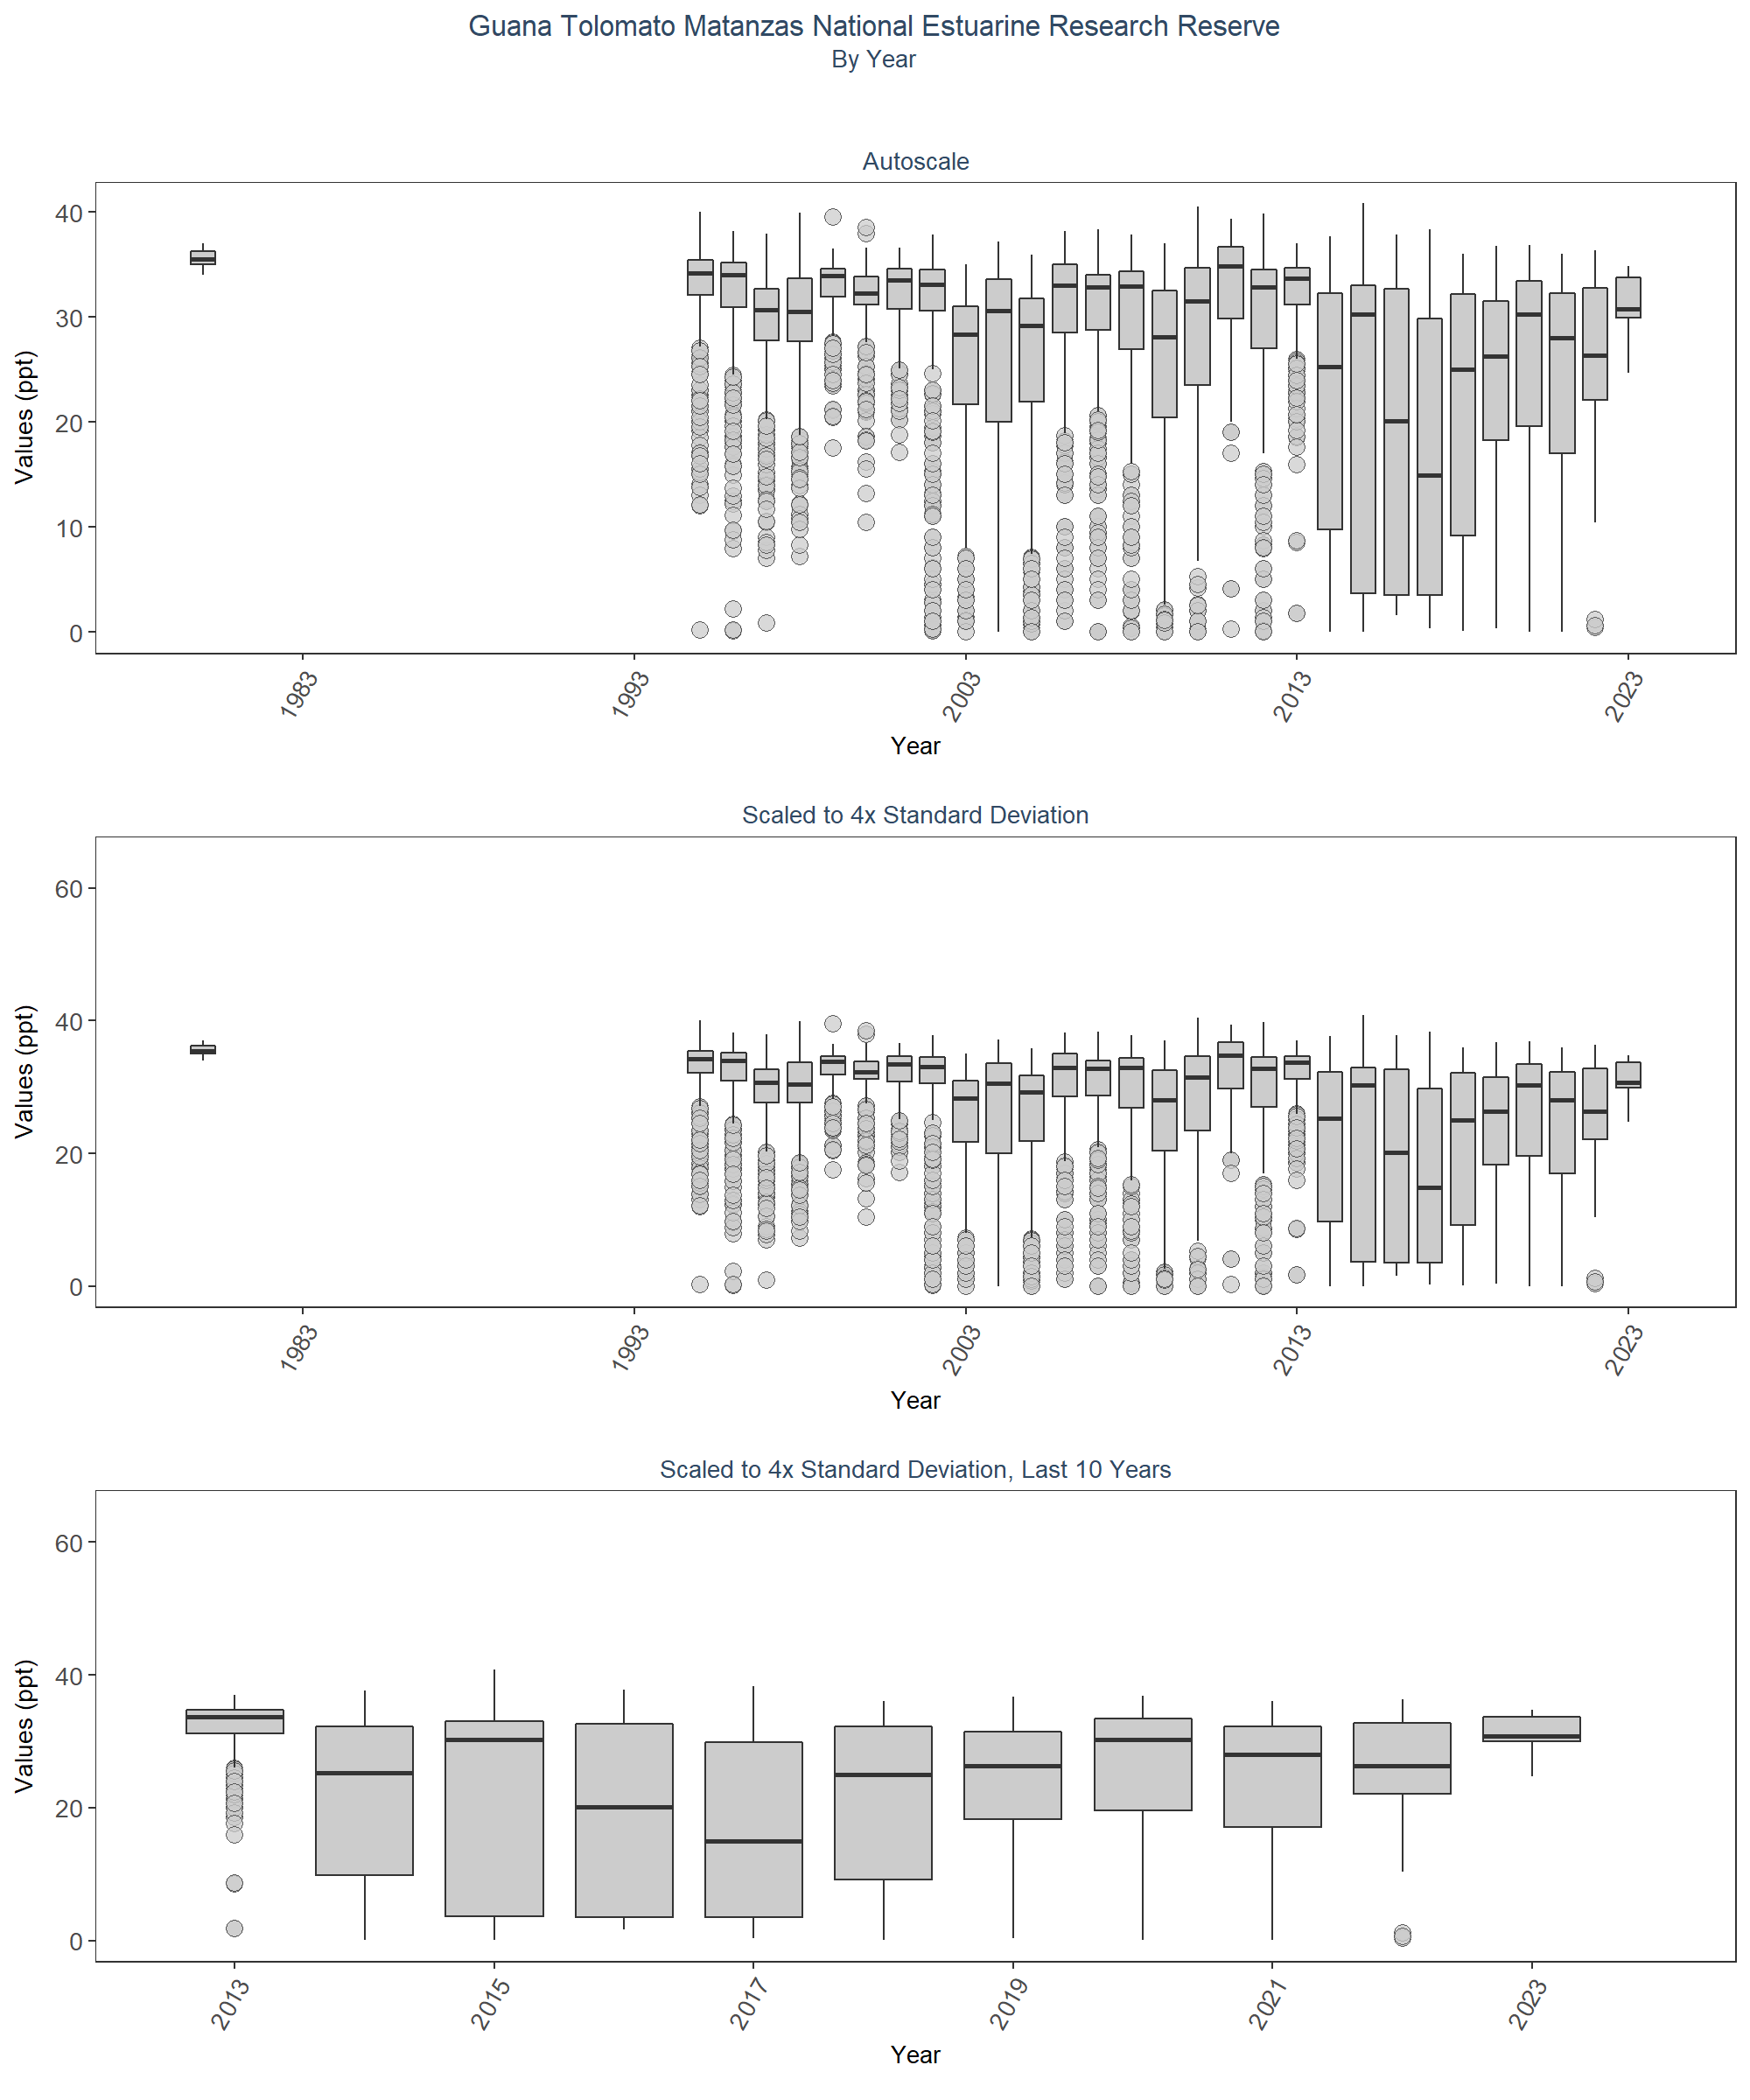 Guana Tolomato Matanzas National Estuarine Research Reserve
By Year
Autoscale
Values (ppt)
40
30
20
10
0
1983
1993
2003
2013
2023
Year
Scaled to 4x Standard Deviation
Values (ppt)
60
40
20
0
1983
1993
2003
2013
2023
Year
Scaled to 4x Standard Deviation, Last 10 Years
Values (ppt)
60
40
20
0
2013
2015
2017
2019
2021
2023
Year